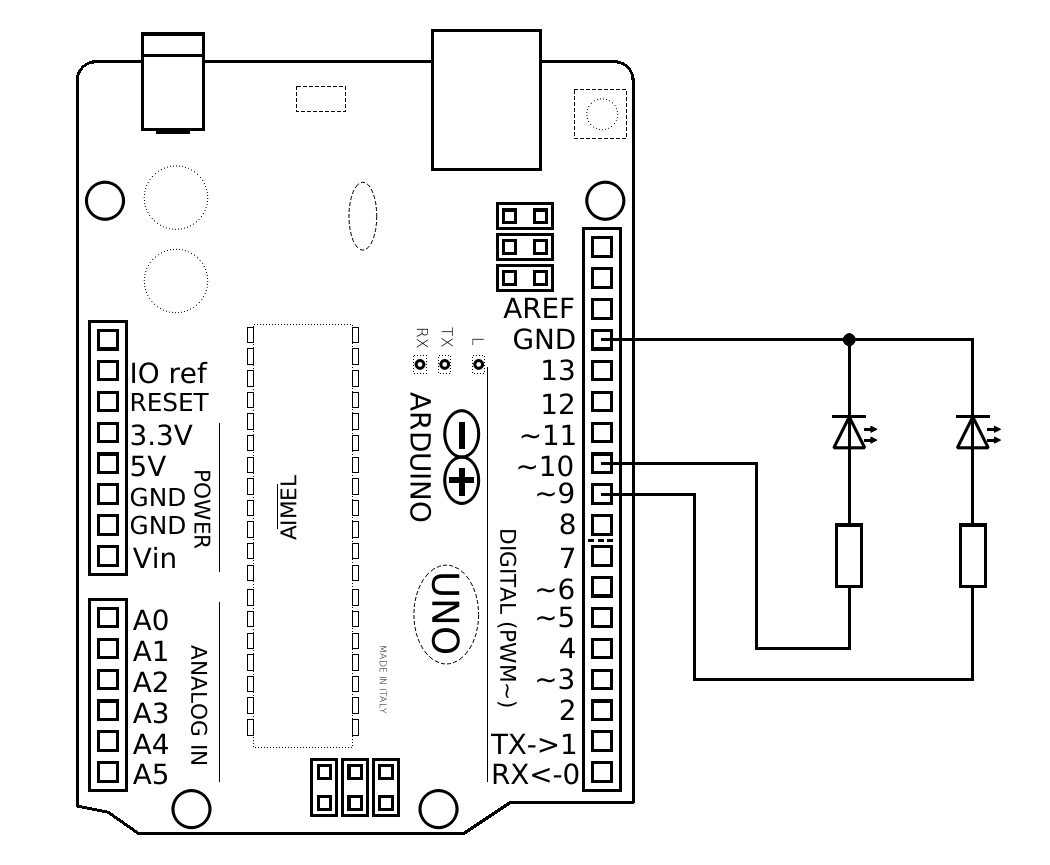 IO ref
RESET
3.3V
5V
GND
GND
Vin
POWER
A0
A1
A2
A3
A4
A5
ANALOG IN
AIMEL
RX
TX
L
ARDUINO
UNO
MADE IN ITALY
DIGITAL (PWM~)
AREF
GND
13
12
~11
~10
~9
8
7
~6
~5
4
~3
2
TX->1
RX<-0